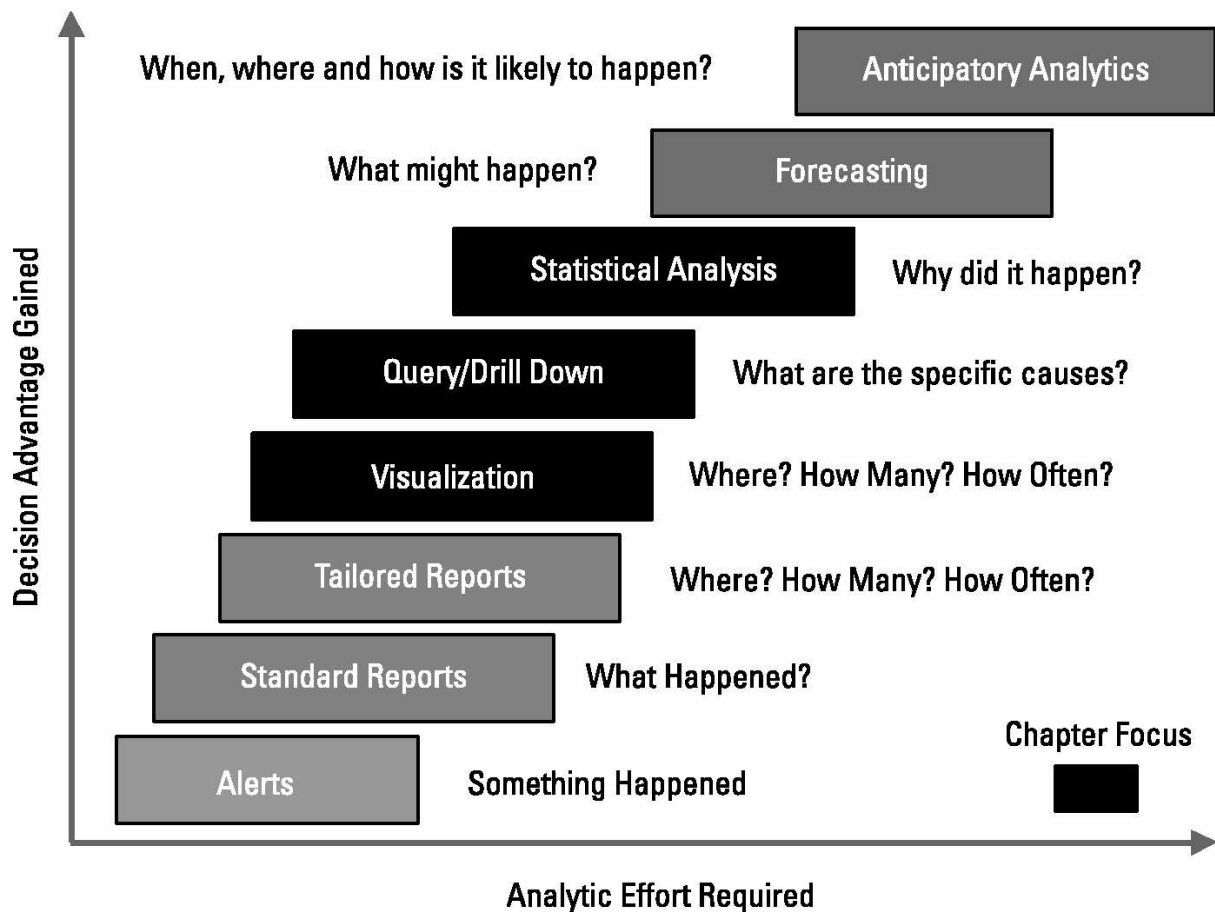 When, where and how is it likely to happen?
Anticipatory Analytics
What might happen?
Forecasting
Statistical Analysis
Why did it happen?
Query/Drill Down
What are the specific causes?
Visualization
Where? How Many? How Often?
Tailored Reports
Where? How Many? How Often?
Standard Reports
What Happened?
Alerts
Something Happened
Chapter Focus
Decision Advantage Gained
Analytic Effort Required